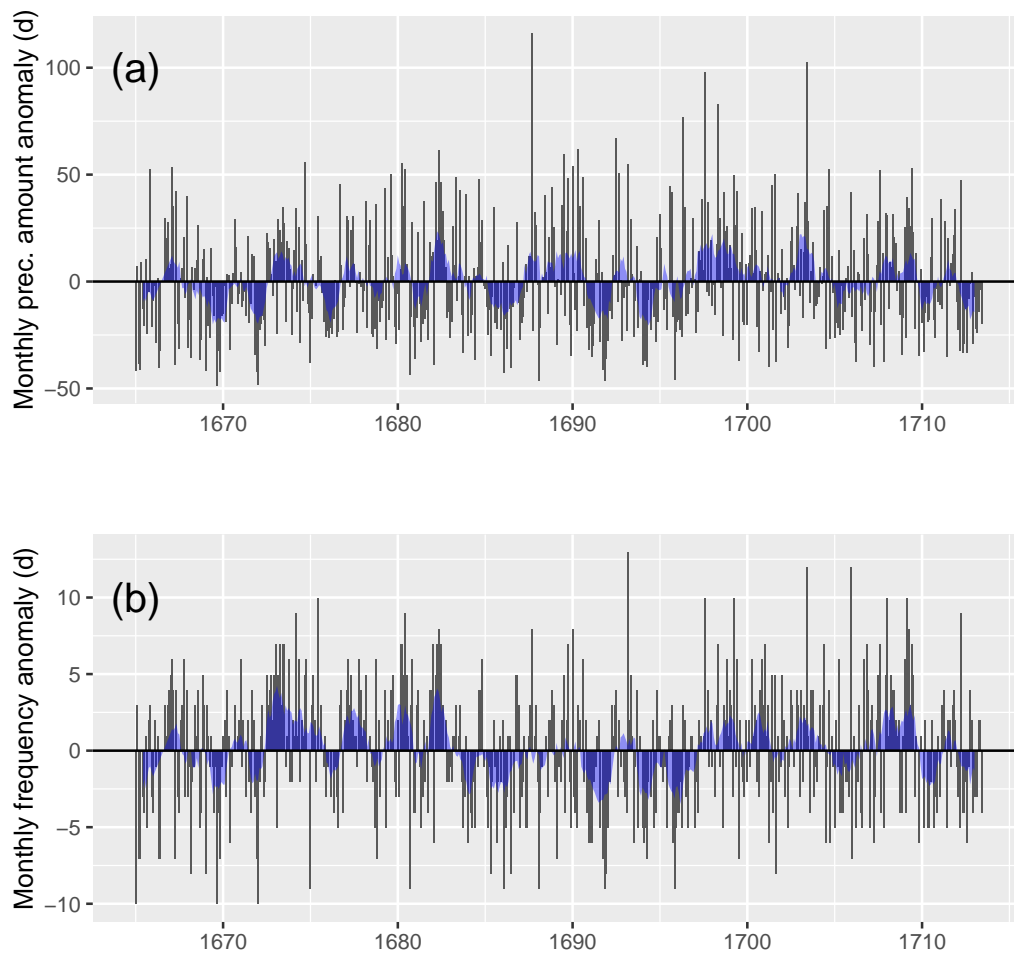 Monthly prec. amount anomaly (d)
(a)
100
50
0
−50
1670 1680 1690 1700 1710
Monthly frequency anomaly (d)
(b)
10
5
0
−5
−10
1670 1680 1690 1700 1710